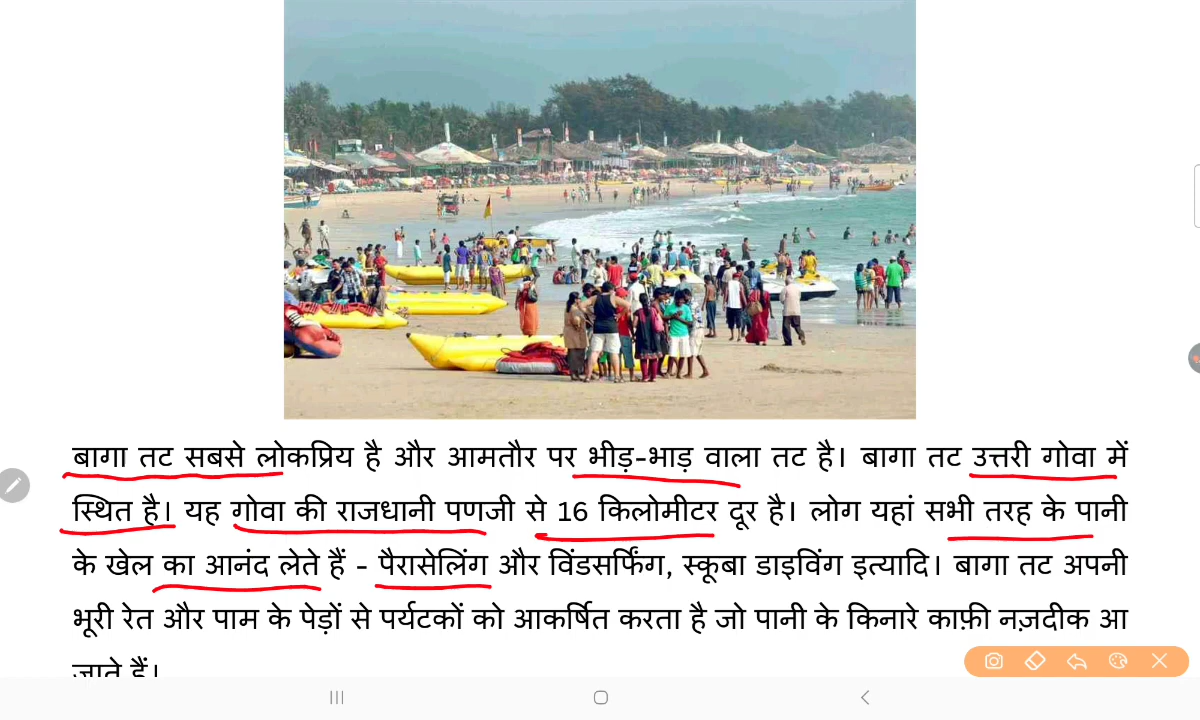 बागा तट सबसे लोकप्रिय है और आमतौर पर भीड़-भाड़ वाला तट है। बागा तट उत्तरी गोवा में
स्थित है। यह गोवा की राजधानी पणजी से 16 किलोमीटर दूर है। लोग यहां सभी तरह के पानी
के खेल का आनंद लेते हैं - पैरासेलिंग और विंडसर्फिंग, स्कूबा डाइविंग इत्यादि। बागा तट अपनी
भूरी रेत और पाम के पेड़ों से पर्यटकों को आकर्षित करता है जो पानी के किनारे काफ़ी नज़दीक आ
जाते हैं।